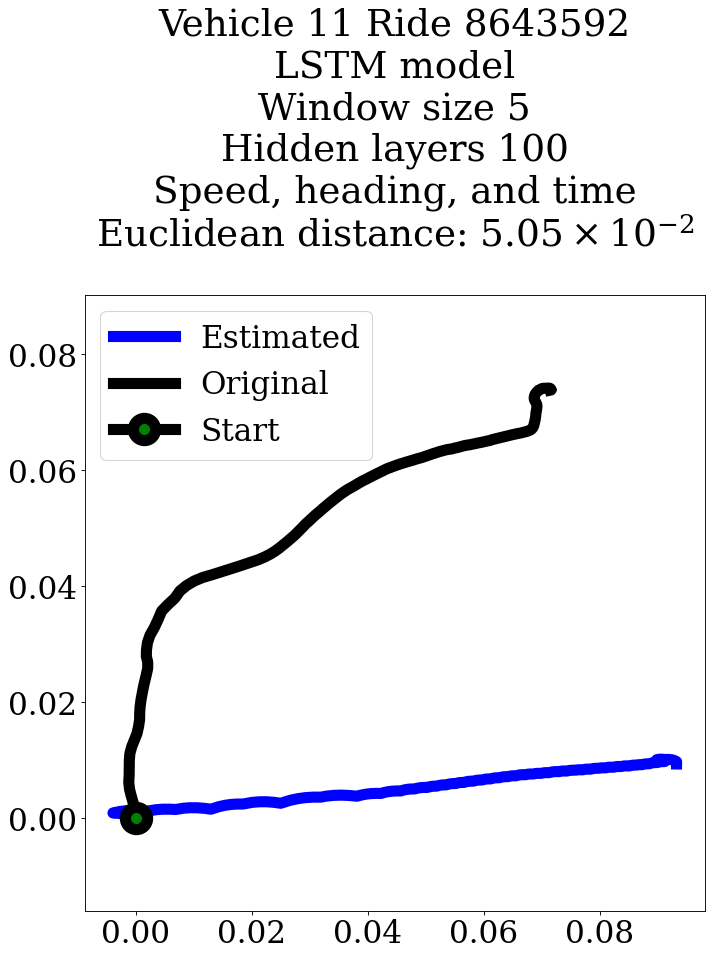 Vehicle 11 Ride 8643592
LSTM model
Window size 5
Hidden layers 100
Speed, heading, and time
Euclidean distance: 5.05 × 10⁻²
Estimated
Original
Start
0.08
0.06
0.04
0.02
0.00
0.00 0.02 0.04 0.06 0.08